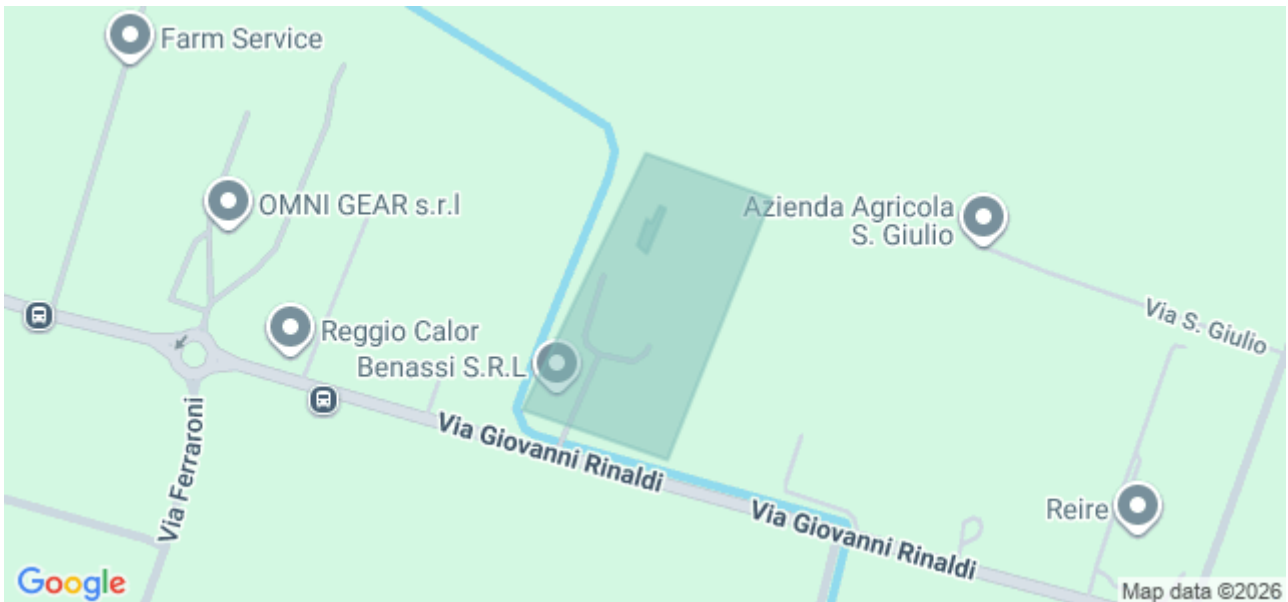 Farm Service
OMNI GEAR s.r.l
Azienda Agricola
S. Giulio
Via S. Giulio
Reggio Calor
Benassi S.R.L
Via Giovanni Rinaldi
Via Ferraroni
Via Giovanni Rinaldi
Reire
Google
Map data ©2026